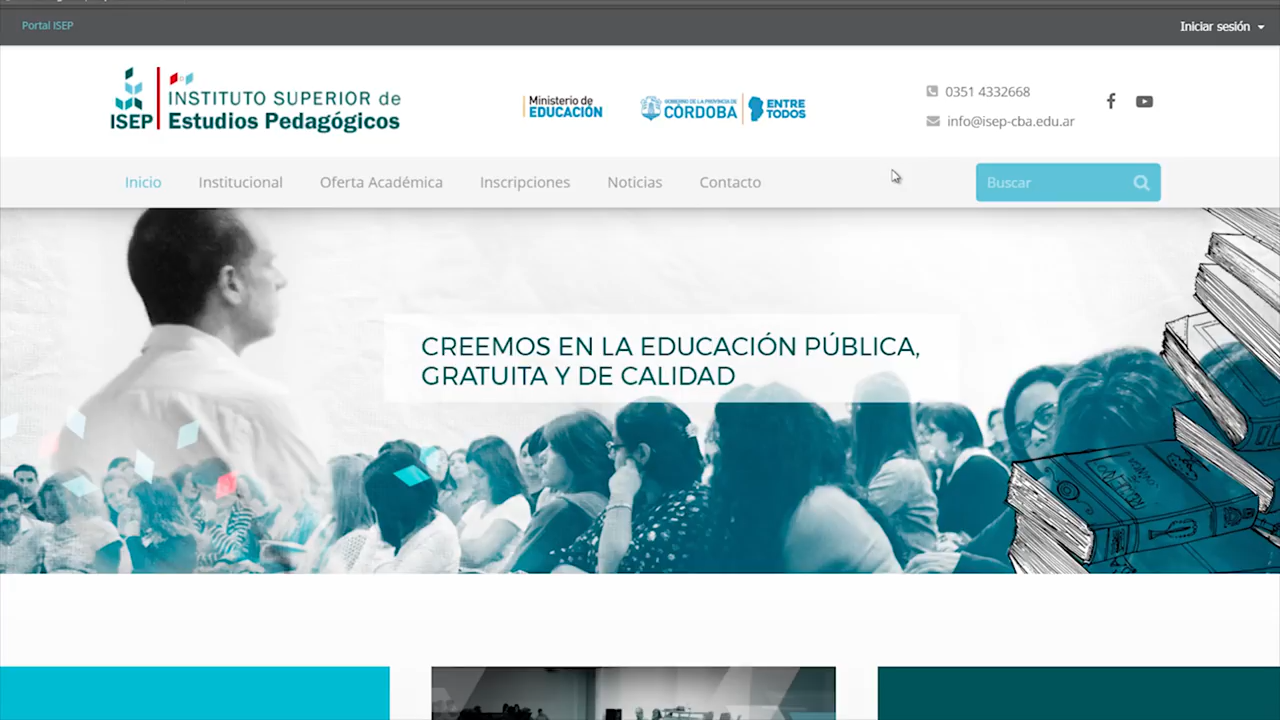 Portal ISEP
Iniciar sesión
ISEP
INSTITUTO SUPERIOR de
Estudios Pedagógicos
Ministerio de
EDUCACIÓN
GOBIERNO DE LA PROVINCIA DE
CÓRDOBA
ENTRE
TODOS
0351 4332668
info@isep-cba.edu.ar
Inicio
Institucional
Oferta Académica
Inscripciones
Noticias
Contacto
Buscar
CREEMOS EN LA EDUCACIÓN PÚBLICA,
GRATUITA Y DE CALIDAD